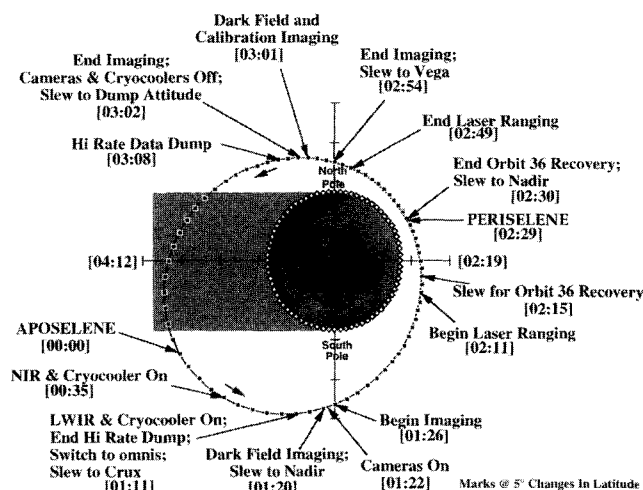 Dark Field and
Calibration Imaging
[03:01]
End Imaging;
Cameras & Cryocoolers Off;
Slew to Dump Attitude
[03:02]
End Imaging;
Slew to Vega
[02:54]
Hi Rate Data Dump
[03:08]
End Laser Ranging
[02:49]
End Orbit 36 Recovery;
Slew to Nadir
[02:30]
North
Pole
PERISELENE
[02:29]
[04:12]
[02:19]
Slew for Orbit 36 Recovery
[02:15]
Begin Laser Ranging
[02:11]
South
Pole
APOSELENE
[00:00]
NIR & Cryocooler On
[00:35]
LWIR & Cryocooler On;
End Hi Rate Dump;
Switch to omnis;
Slew to Crux
[01:11]
Dark Field Imaging;
Slew to Nadir
[01:20]
Begin Imaging
[01:26]
Cameras On
[01:22]
Marks @ 5° Changes In Latitude